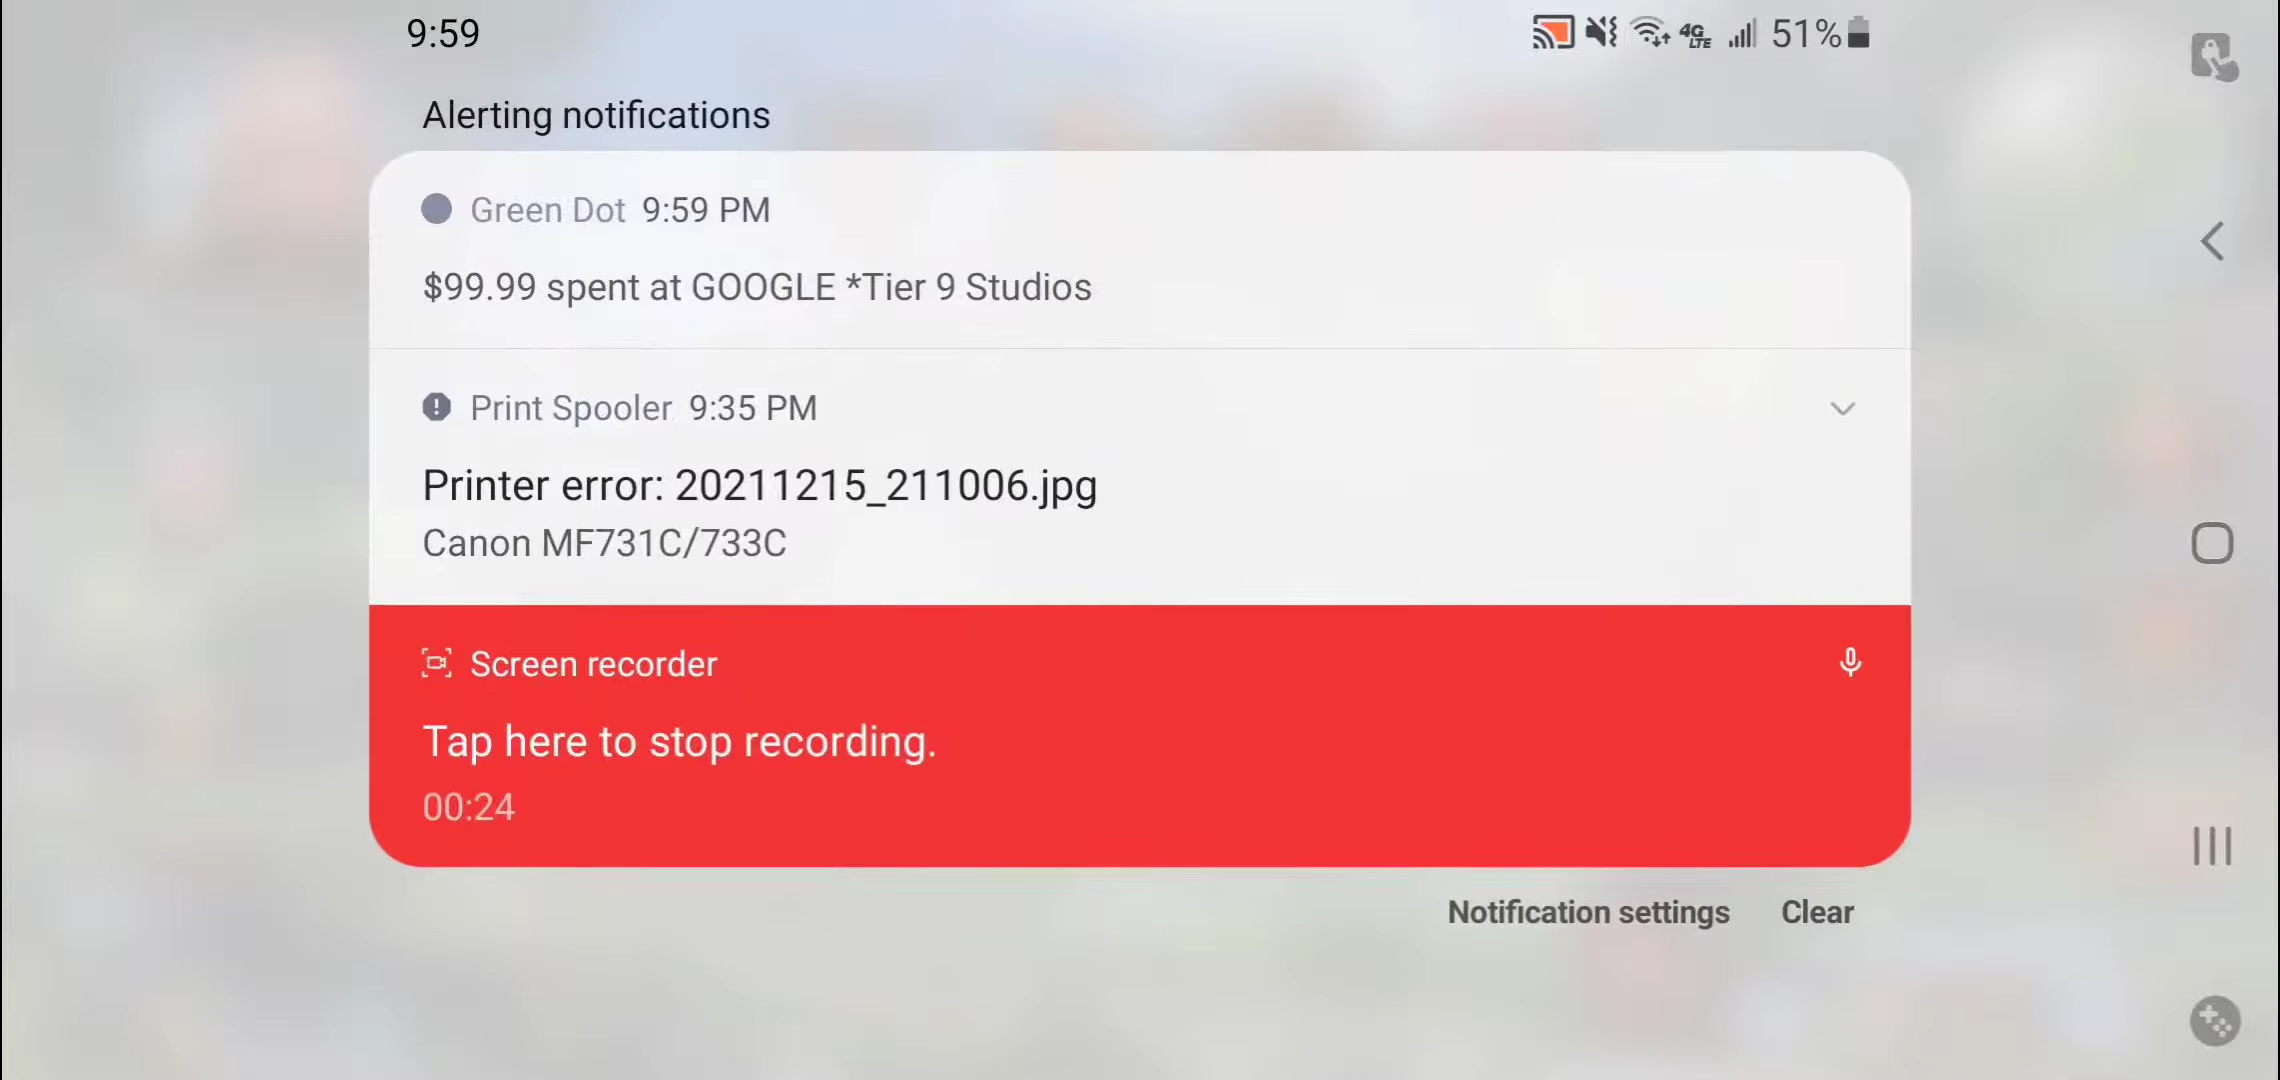 9:59
4G LTE 51%
Alerting notifications
Green Dot 9:59 PM
$99.99 spent at GOOGLE *Tier 9 Studios
Print Spooler 9:35 PM
Printer error: 20211215_211006.jpg
Canon MF731C/733C
Screen recorder
Tap here to stop recording.
00:24
Notification settings Clear